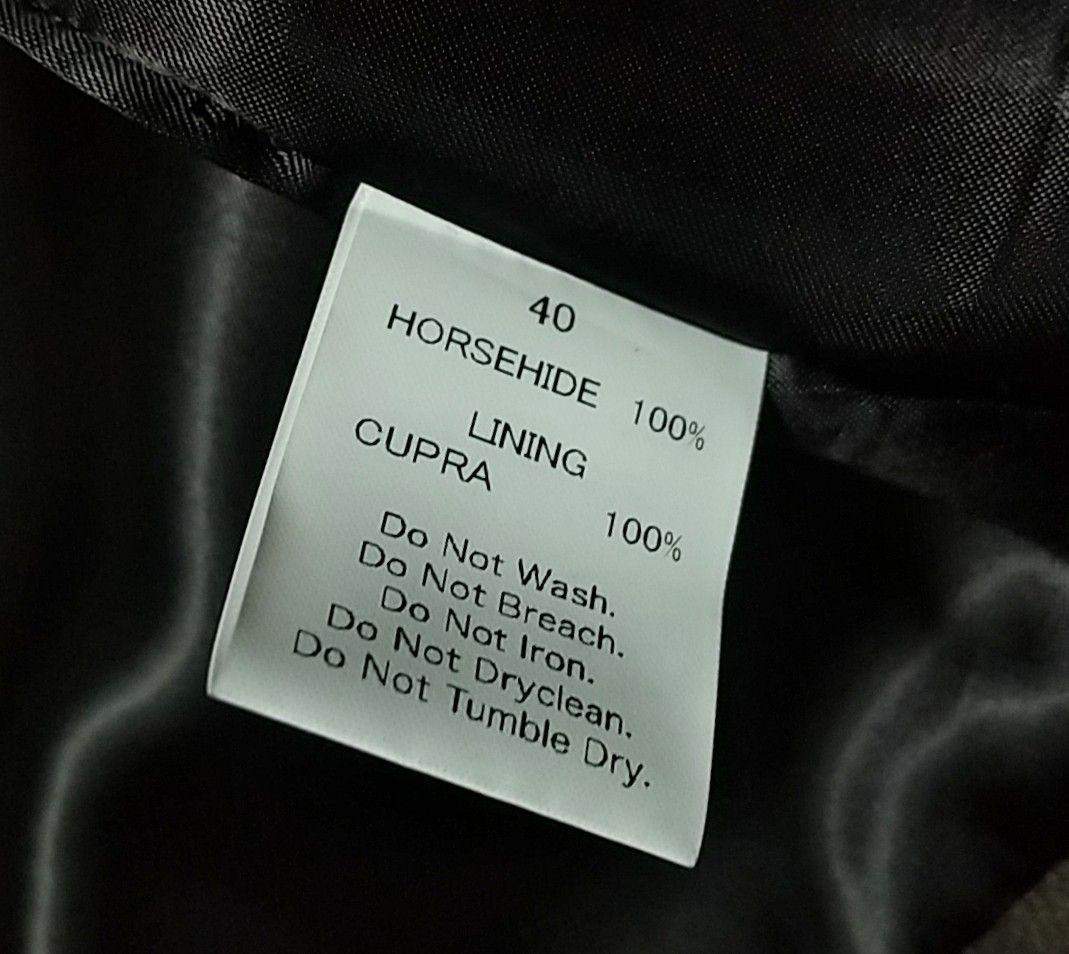 40
HORSEHIDE 100%
LINING
CUPRA 100%
Do Not Wash.
Do Not Breach.
Do Not Iron.
Do Not Dryclean.
Do Not Tumble Dry.